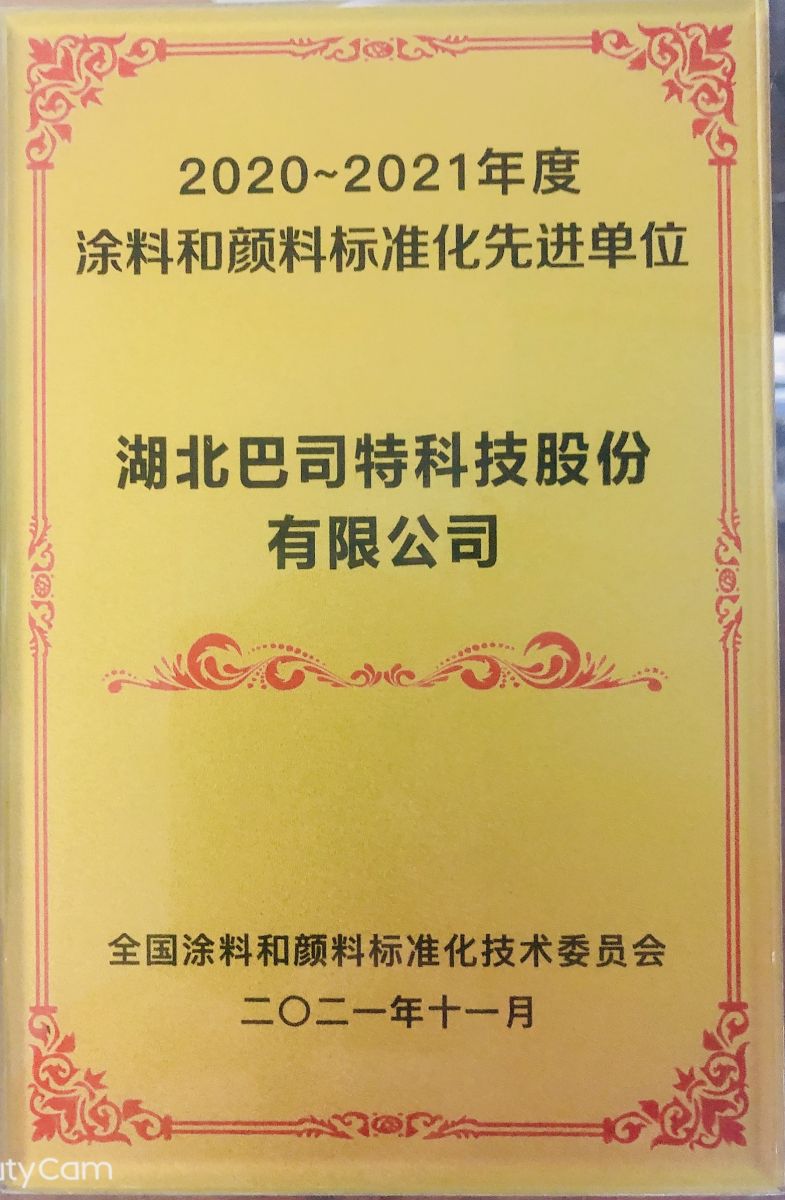 2020~2021年度
涂料和颜料标准化先进单位
湖北巴司特科技股份
有限公司
全国涂料和颜料标准化技术委员会
二〇二一年十一月
utyCam